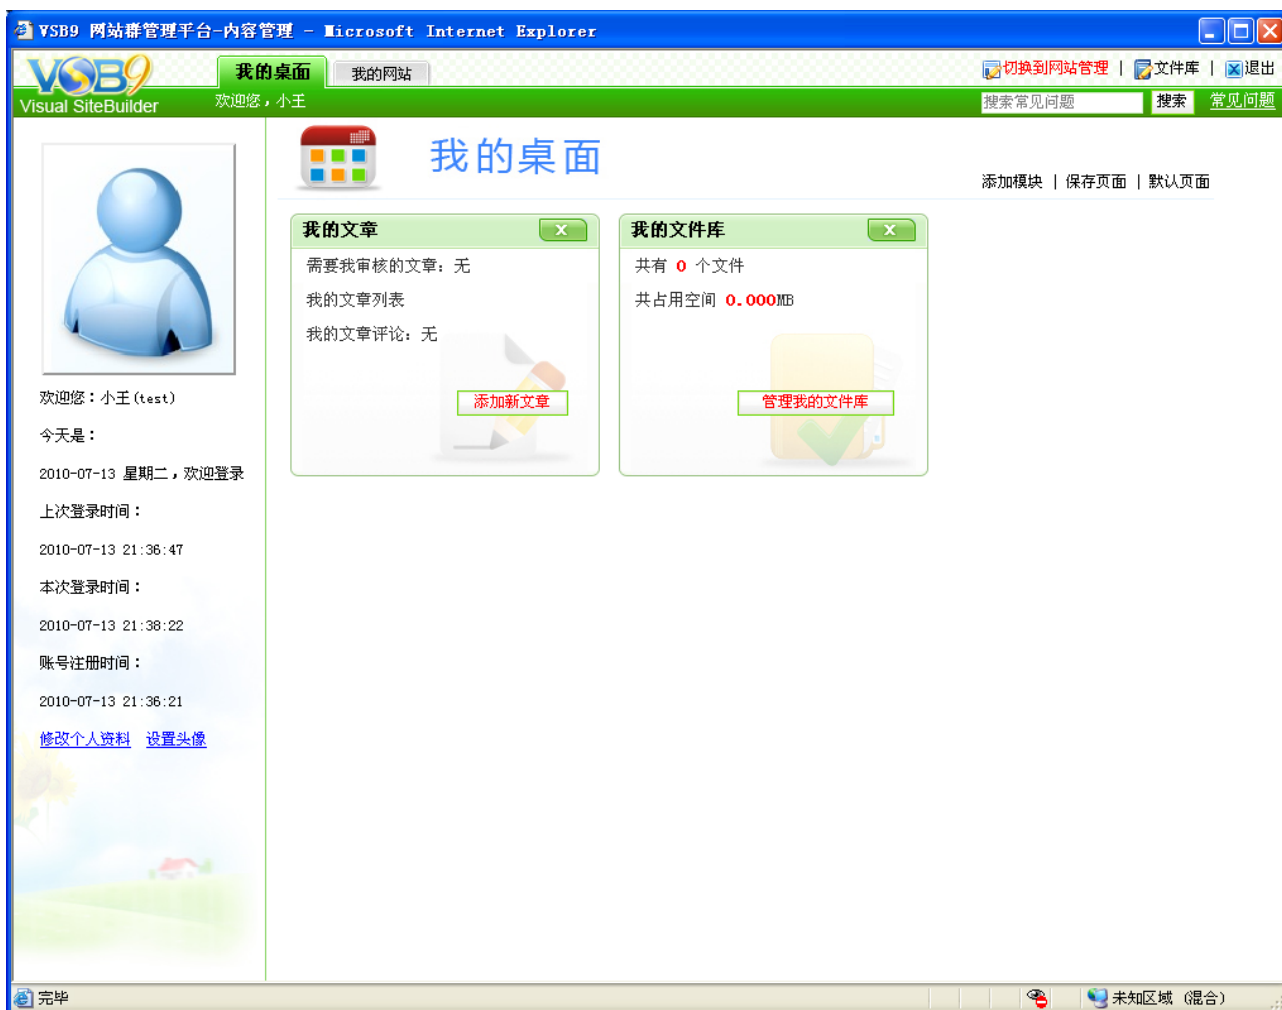 VSB9 网站群管理平台-内容管理 - Microsoft Internet Explorer
VSB9 我的桌面 我的网站 切换到网站管理 | 文件库 | 退出
Visual SiteBuilder 欢迎您，小王 搜索常见问题 搜索 常见问题
我的桌面
添加模块 | 保存页面 | 默认页面
我的文章 x
需要我审核的文章：无
我的文章列表
我的文章评论：无
添加新文章
我的文件库 x
共有 0 个文件
共占用空间 0.000MB
管理我的文件库
欢迎您：小王(test)
今天是：
2010-07-13 星期二，欢迎登录
上次登录时间：
2010-07-13 21:36:47
本次登录时间：
2010-07-13 21:38:22
账号注册时间：
2010-07-13 21:36:21
修改个人资料 设置头像
完毕 未知区域 (混合)